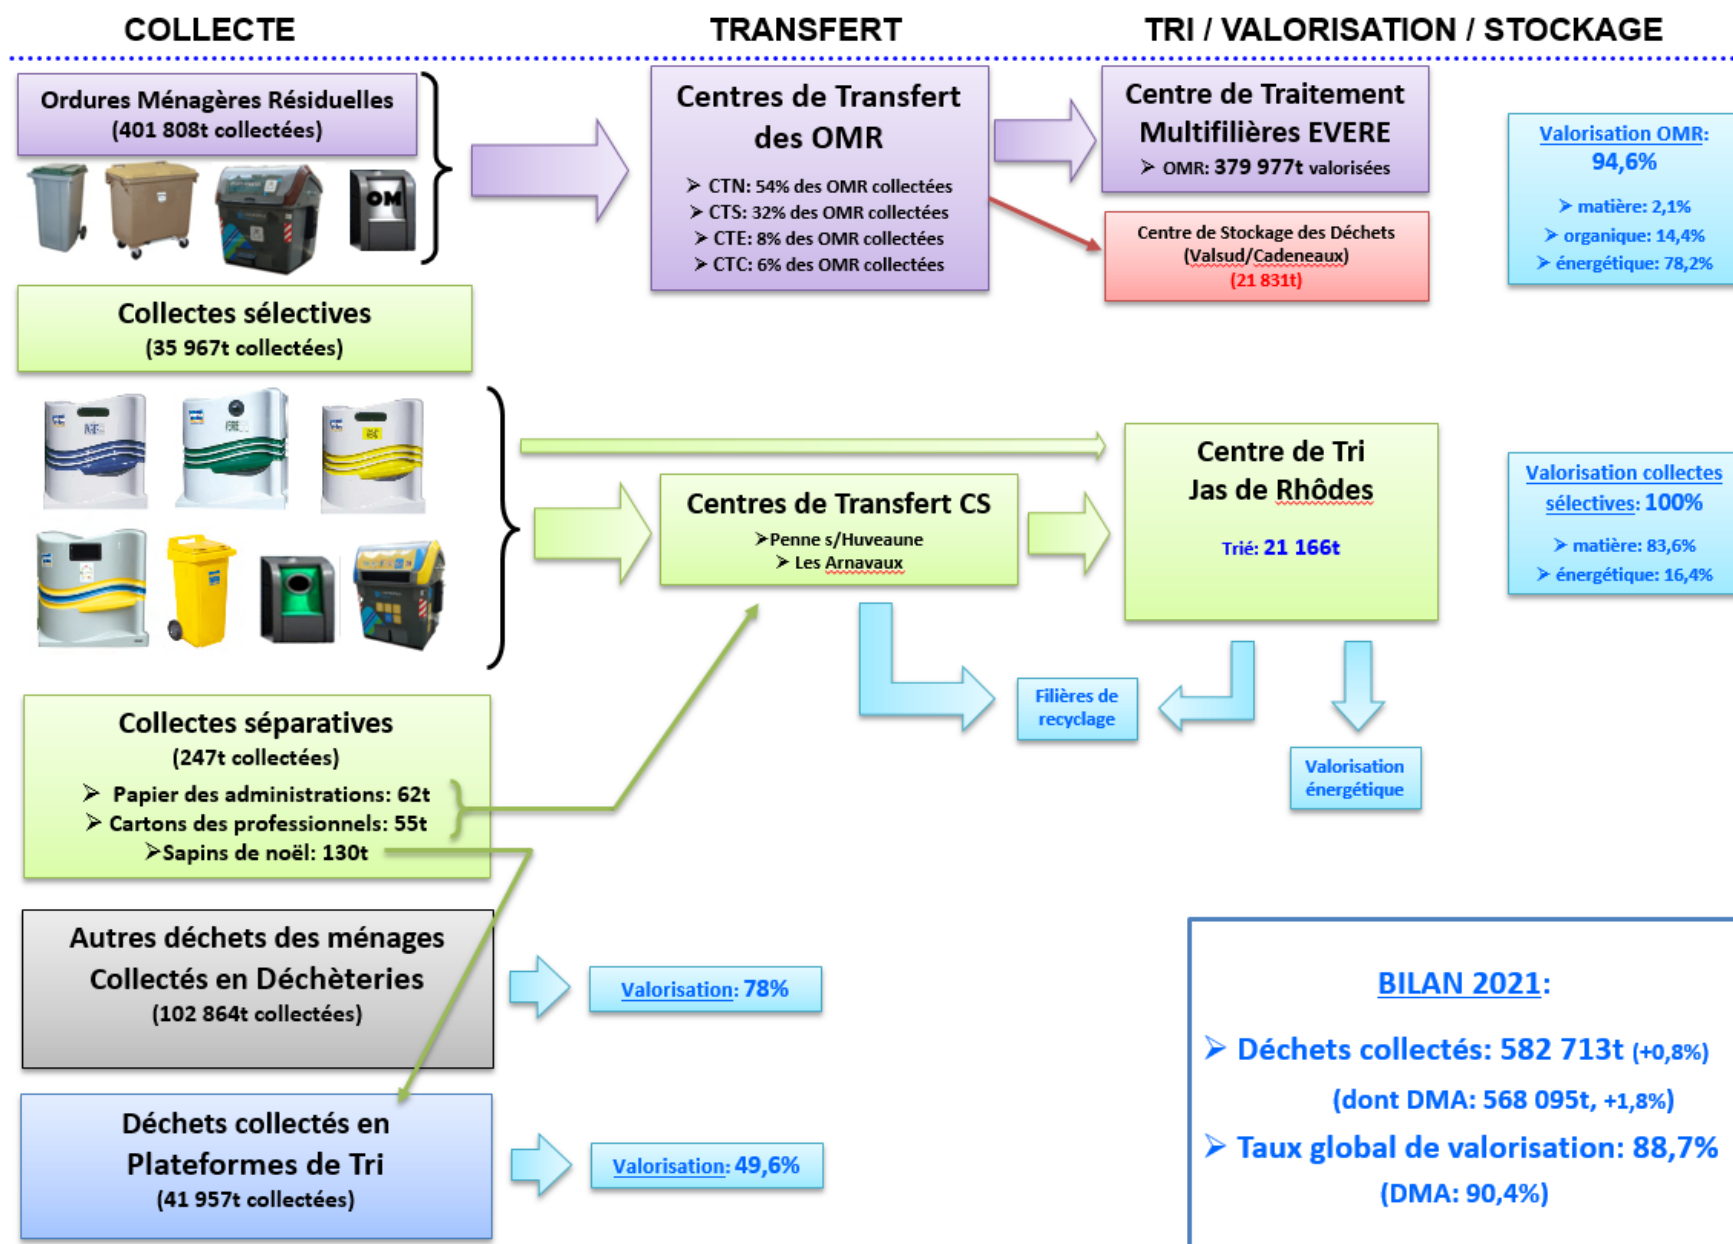 COLLECTE
TRANSFERT
TRI / VALORISATION / STOCKAGE
Ordures Ménagères Résiduelles
(401 808t collectées)
OM
Centres de Transfert
des OMR
➤ CTN: 54% des OMR collectées
➤ CTS: 32% des OMR collectées
➤ CTE: 8% des OMR collectées
➤ CTC: 6% des OMR collectées
Centre de Traitement
Multifilières EVERE
➤ OMR: 379 977t valorisées
Centre de Stockage des Déchets
(Valsud/Cadeneaux)
(21 831t)
Valorisation OMR:
94,6%
➤ matière: 2,1%
➤ organique: 14,4%
➤ énergétique: 78,2%
Collectes sélectives
(35 967t collectées)
Centres de Transfert CS
➤Penne s/Huveaune
➤ Les Arnavaux
Centre de Tri
Jas de Rhôdes
Trié: 21 166t
Valorisation collectes
sélectives: 100%
➤ matière: 83,6%
➤ énergétique: 16,4%
Filières de
recyclage
Valorisation
énergétique
Collectes séparatives
(247t collectées)
➤ Papier des administrations: 62t
➤ Cartons des professionnels: 55t
➤Sapins de noël: 130t
Autres déchets des ménages
Collectés en Déchèteries
(102 864t collectées)
Valorisation: 78%
Déchets collectés en
Plateformes de Tri
(41 957t collectées)
Valorisation: 49,6%
BILAN 2021:
➤ Déchets collectés: 582 713t (+0,8%)
(dont DMA: 568 095t, +1,8%)
➤ Taux global de valorisation: 88,7%
(DMA: 90,4%)